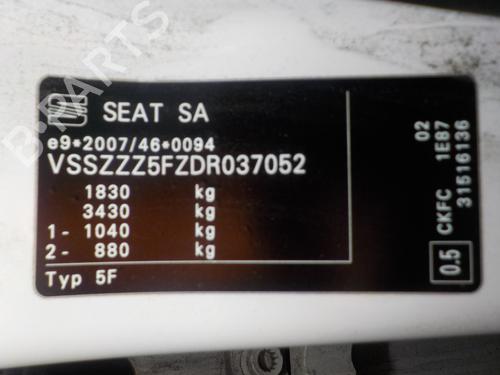 SEAT SA
e9*2007/46*0094
VSSZZZ5FZDR037052
1830 kg
3430 kg
1- 1040 kg
2- 880 kg
Typ 5F
02
CKFC 1E87
31516136
0.5
B-PARTS